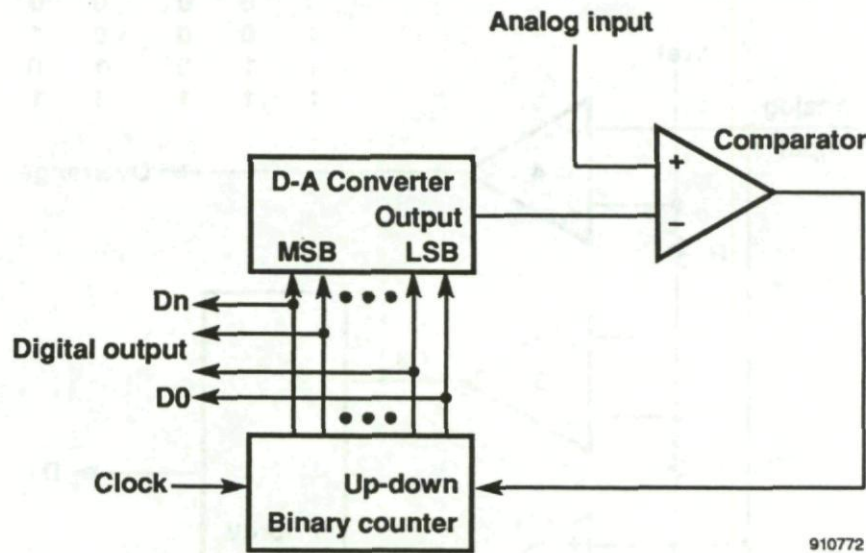 Analog input
Comparator
+
−
D-A Converter
Output
MSB LSB
Dn
Digital output
D0
Clock
Up-down
Binary counter
910772